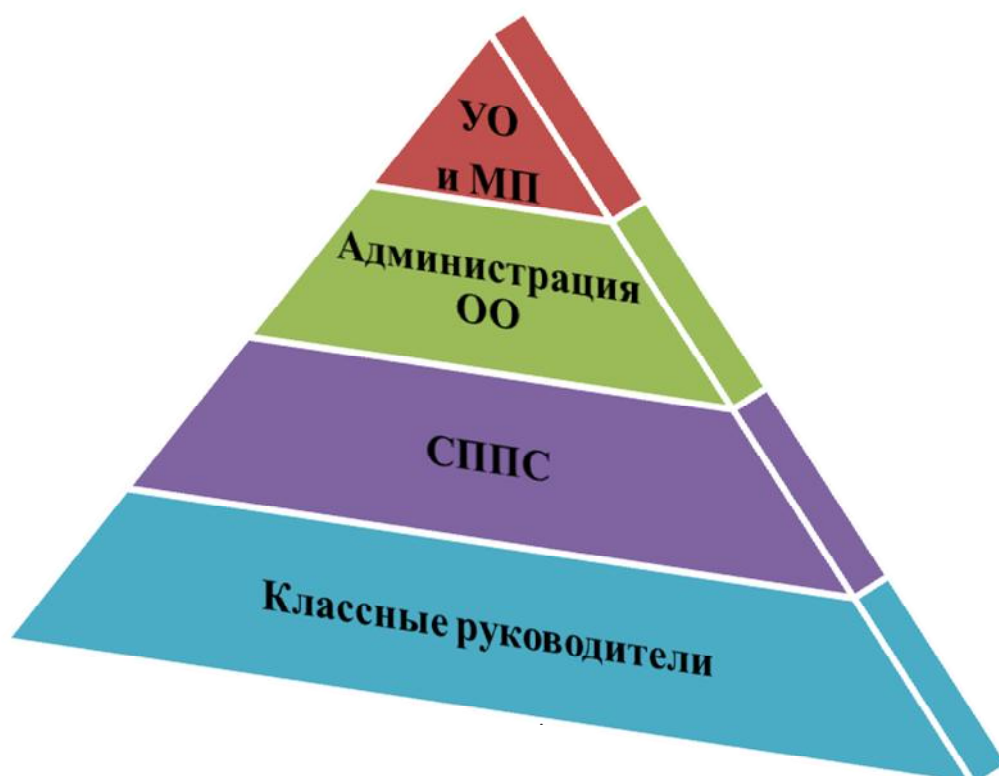 УО
и МП
Администрация
ОО
СППС
Классные руководители